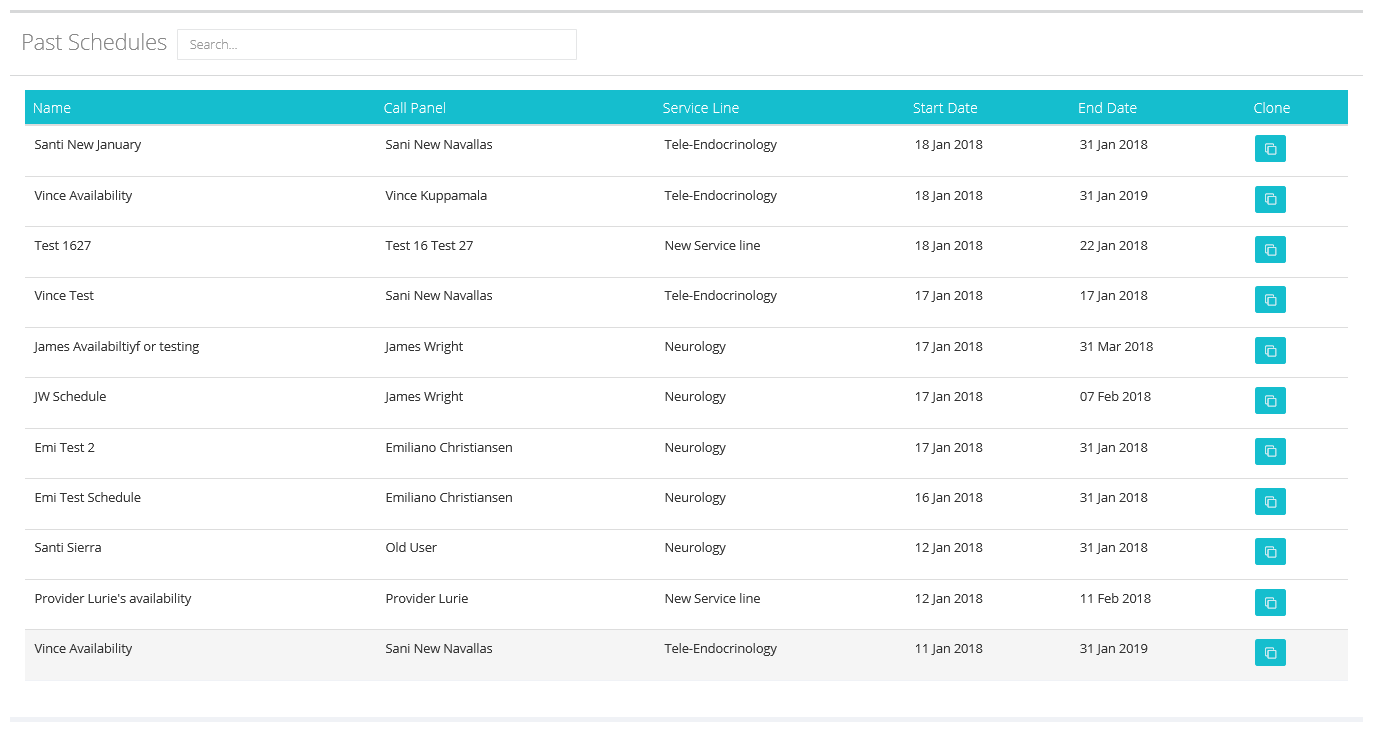 Past Schedules Search...
Name Call Panel Service Line Start Date End Date Clone
Santi New January Sani New Navallas Tele-Endocrinology 18 Jan 2018 31 Jan 2018
Vince Availability Vince Kuppamala Tele-Endocrinology 18 Jan 2018 31 Jan 2019
Test 1627 Test 16 Test 27 New Service line 18 Jan 2018 22 Jan 2018
Vince Test Sani New Navallas Tele-Endocrinology 17 Jan 2018 17 Jan 2018
James Availabiltiyf or testing James Wright Neurology 17 Jan 2018 31 Mar 2018
JW Schedule James Wright Neurology 17 Jan 2018 07 Feb 2018
Emi Test 2 Emiliano Christiansen Neurology 17 Jan 2018 31 Jan 2018
Emi Test Schedule Emiliano Christiansen Neurology 16 Jan 2018 31 Jan 2018
Santi Sierra Old User Neurology 12 Jan 2018 31 Jan 2018
Provider Lurie's availability Provider Lurie New Service line 12 Jan 2018 11 Feb 2018
Vince Availability Sani New Navallas Tele-Endocrinology 11 Jan 2018 31 Jan 2019